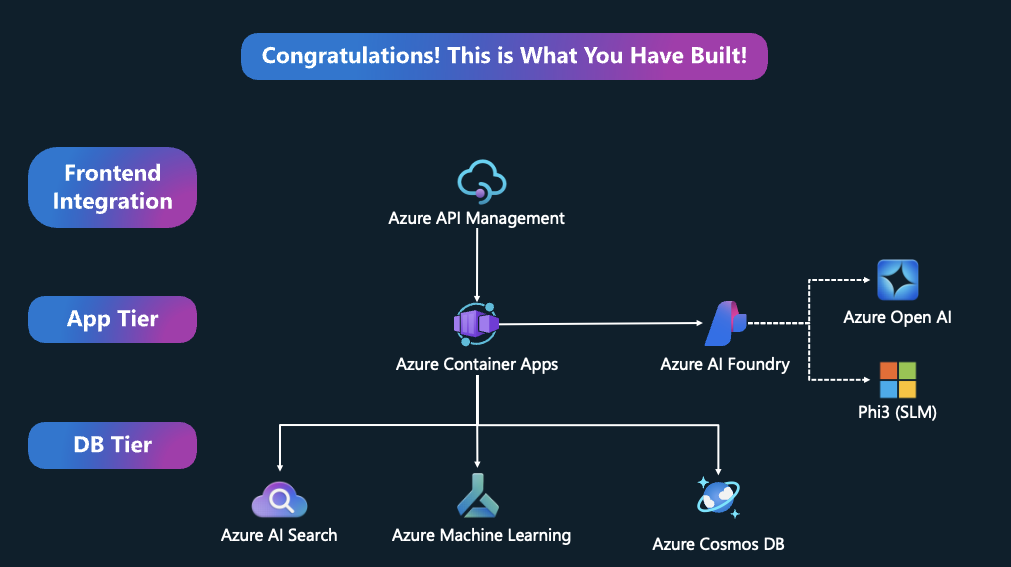 Congratulations! This is What You Have Built!
Frontend
Integration
Azure API Management
App Tier
Azure Container Apps
Azure AI Foundry
Azure Open AI
Phi3 (SLM)
DB Tier
Azure AI Search
Azure Machine Learning
Azure Cosmos DB